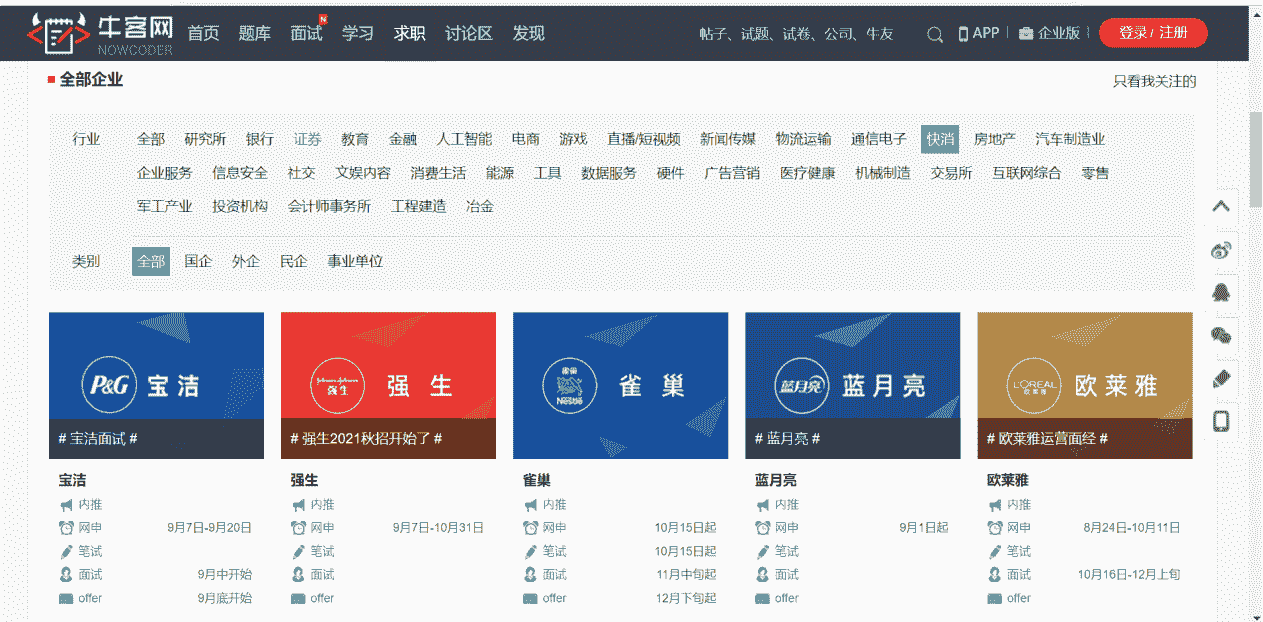 牛客网
NOWCODER
首页 题库 面试 N 学习 求职 讨论区 发现
帖子、试题、试卷、公司、牛友
APP 企业版 登录 / 注册
全部企业
只看我关注的
行业 全部 研究所 银行 证券 教育 金融 人工智能 电商 游戏 直播/短视频 新闻传媒 物流运输 通信电子 快消 房地产 汽车制造业
企业服务 信息安全 社交 文娱内容 消费生活 能源 工具 数据服务 硬件 广告营销 医疗健康 机械制造 交易所 互联网综合 零售
军工产业 投资机构 会计师事务所 工程建造 冶金
类别 全部 国企 外企 民企 事业单位
P&G 宝洁
# 宝洁面试 #
宝洁
内推
网申 9月7日-9月20日
笔试
面试 9月中开始
offer 9月底开始
Johnson&Johnson
强生
强 生
# 强生2021秋招开始了 #
强生
内推
网申 9月7日-10月31日
笔试
面试
offer
雀巢
Nestle
雀 巢
雀巢
内推
网申 10月15日起
笔试 10月15日起
面试 11月中旬起
offer 12月下旬起
蓝月亮
蓝月亮
# 蓝月亮 #
蓝月亮
内推
网申 9月1日起
笔试
面试
offer
L'OREAL
欧莱雅
欧莱雅
# 欧莱雅运营面经 #
欧莱雅
内推
网申 8月24日-10月11日
笔试
面试 10月16日-12月上旬
offer